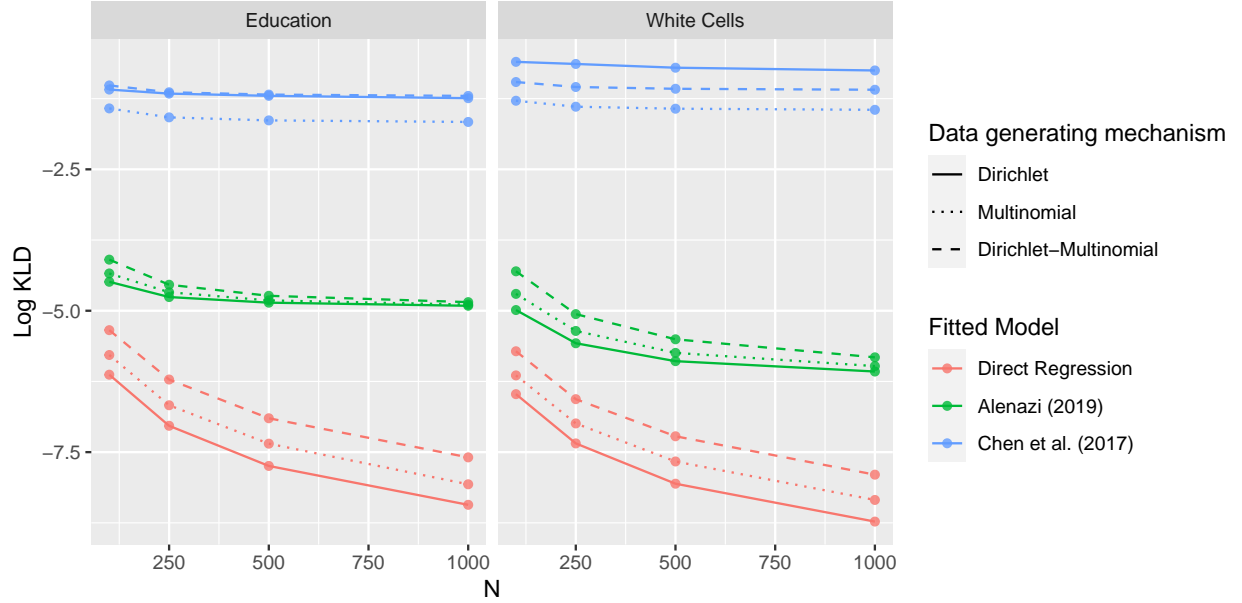 Education
White Cells
Log KLD
−2.5
−5.0
−7.5
250
500
750
1000
250
500
750
1000
N
Data generating mechanism
Dirichlet
Multinomial
Dirichlet−Multinomial
Fitted Model
Direct Regression
Alenazi (2019)
Chen et al. (2017)